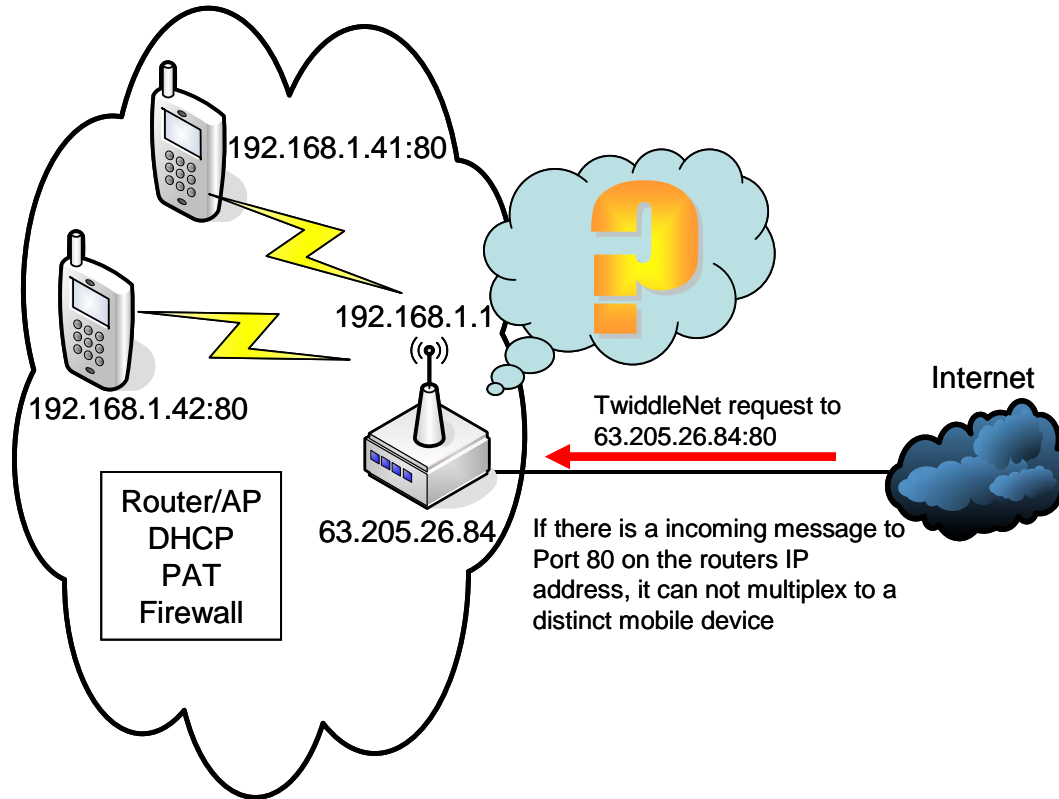 192.168.1.41:80
192.168.1.1
192.168.1.42:80
Internet
TwiddleNet request to
63.205.26.84:80
Router/AP
DHCP
PAT
Firewall
63.205.26.84
If there is a incoming message to
Port 80 on the routers IP
address, it can not multiplex to a
distinct mobile device
?